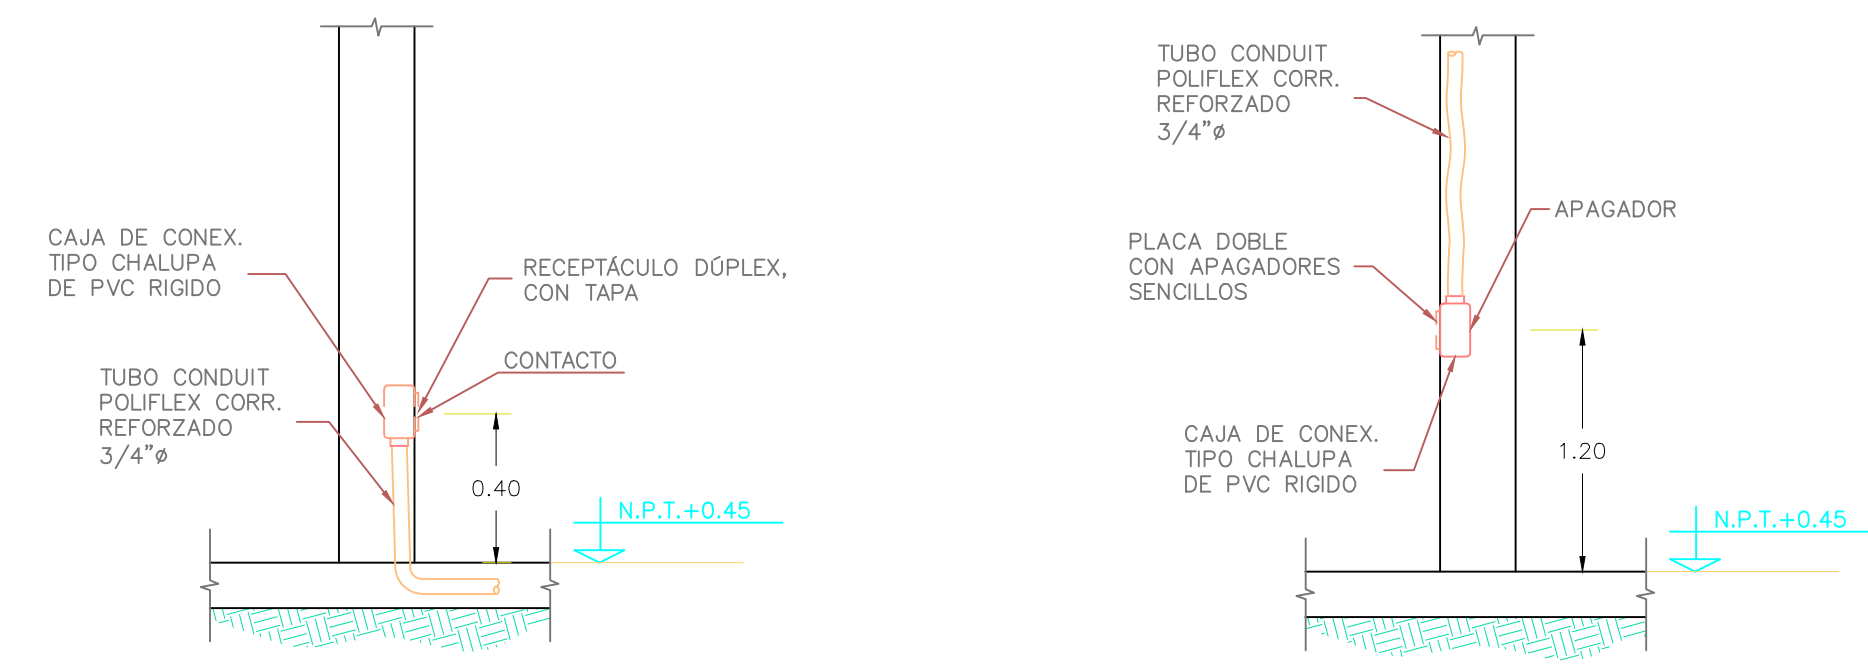 CAJA DE CONEX.
TIPO CHALUPA
DE PVC RIGIDO
RECEPTÁCULO DÚPLEX,
CON TAPA
CONTACTO
TUBO CONDUIT
POLIFLEX CORR.
REFORZADO
3/4"ø
0.40
N.P.T.+0.45
TUBO CONDUIT
POLIFLEX CORR.
REFORZADO
3/4"ø
APAGADOR
PLACA DOBLE
CON APAGADORES
SENCILLOS
CAJA DE CONEX.
TIPO CHALUPA
DE PVC RIGIDO
1.20
N.P.T.+0.45